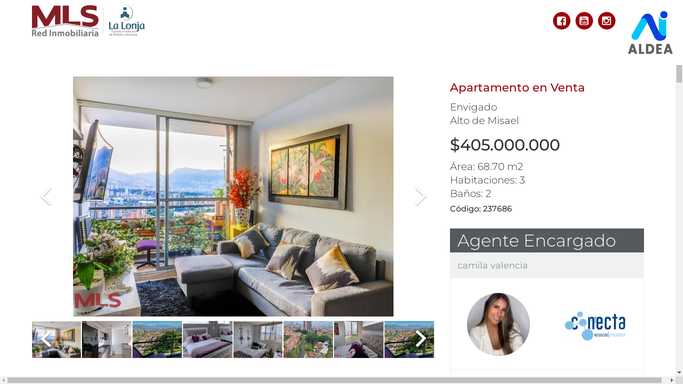 MLS
Red Inmobiliaria
La Lonja
ALDEA
Apartamento en Venta
Envigado
Alto de Misael
$405.000.000
Área: 68.70 m2
Habitaciones: 3
Baños: 2
Código: 237686
MLS
Agente Encargado
camila valencia
conecta